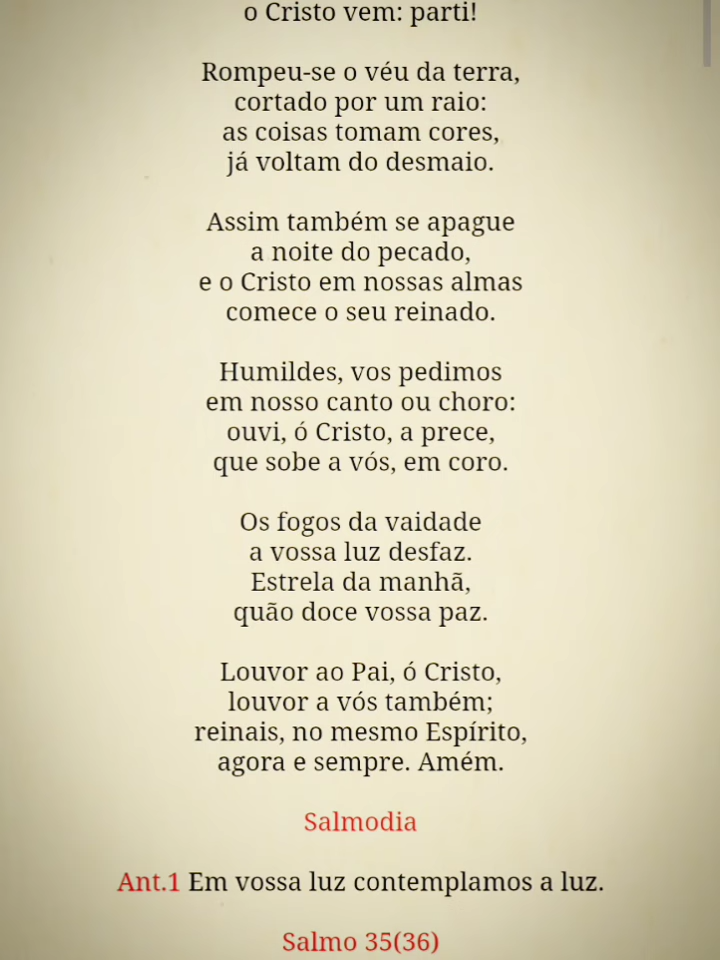 o Cristo vem: parti!
Rompeu-se o véu da terra,
cortado por um raio:
as coisas tomam cores,
já voltam do desmaio.
Assim também se apague
a noite do pecado,
e o Cristo em nossas almas
comece o seu reinado.
Humildes, vos pedimos
em nosso canto ou choro:
ouvi, ó Cristo, a prece,
que sobe a vós, em coro.
Os fogos da vaidade
a vossa luz desfaz.
Estrela da manhã,
quão doce vossa paz.
Louvor ao Pai, ó Cristo,
louvor a vós também;
reinais, no mesmo Espírito,
agora e sempre. Amém.
Salmodia
Ant.1 Em vossa luz contemplamos a luz.
Salmo 35(36)